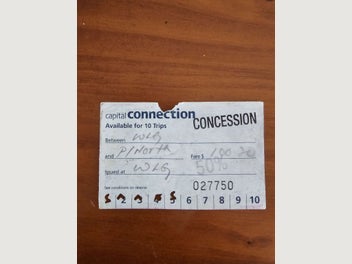 capital connection
CONCESSION
Available for 10 Trips
Between WLG
and P/North Fare $
Issued at WLG 50%
See conditions on reverse 027750
6 7 8 9 10